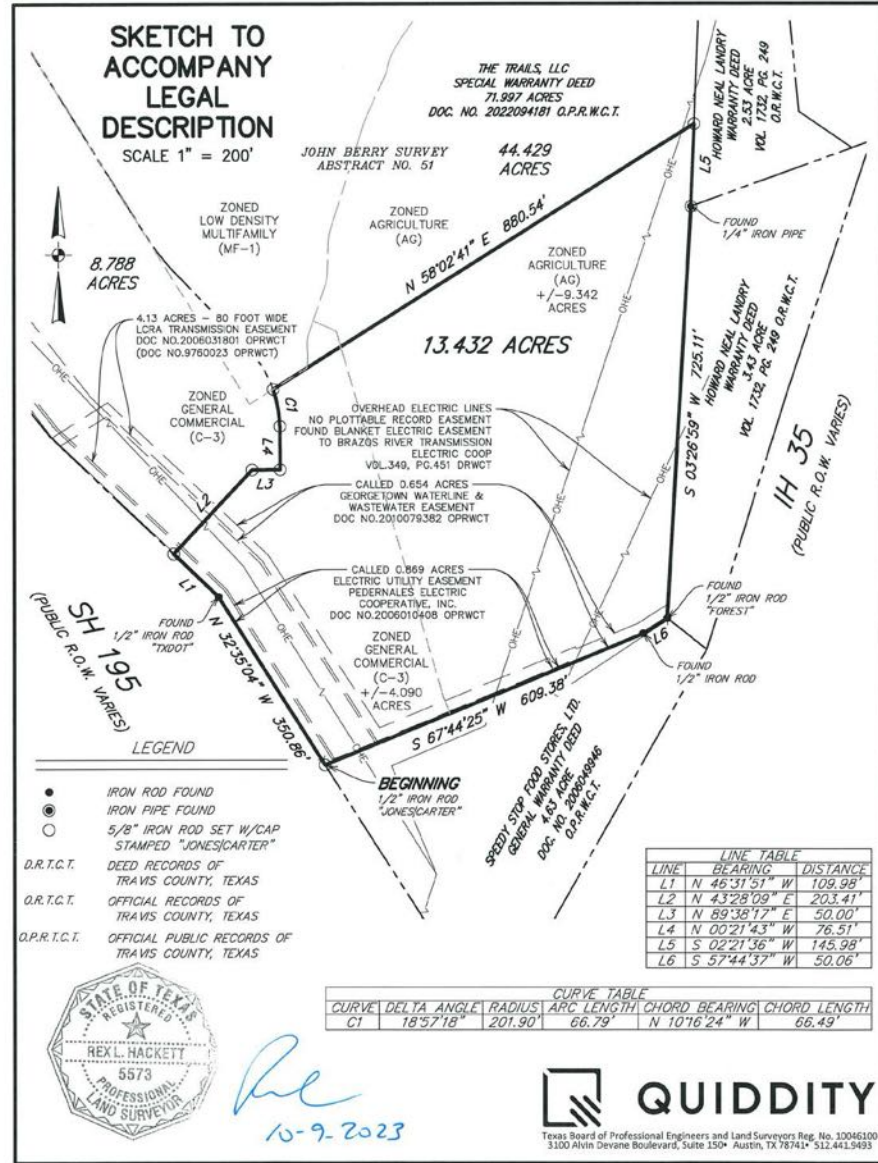 SKETCH TO
ACCOMPANY
LEGAL
DESCRIPTION
SCALE 1" = 200'
THE TRAILS, LLC
SPECIAL WARRANTY DEED
71.997 ACRES
DOC. NO. 2022094181 O.P.R.W.C.T.
JOHN BERRY SURVEY
ABSTRACT NO. 51
44.429
ACRES
HOWARD NEAL LANDRY
WARRANTY DEED
2.53 ACRE
VOL. 1732, PG. 249
O.R.W.C.T.
L5
OHE
ZONED
LOW DENSITY
MULTIFAMILY
(MF-1)
ZONED
AGRICULTURE
(AG)
N 58°02'41" E 880.54'
ZONED
AGRICULTURE
(AG)
+/-9.342
ACRES
OHE
FOUND
1/4" IRON PIPE
8.788
ACRES
4.13 ACRES - 80 FOOT WIDE
LCRA TRANSMISSION EASEMENT
DOC NO.2006031801 OPRWCT
(DOC NO.9760023 OPRWCT)
13.432 ACRES
S 03°26'59" W 725.11'
HOWARD NEAL LANDRY
WARRANTY DEED
3.43 ACRE
VOL. 1732, PG. 249 O.R.W.C.T.
IH 35
(PUBLIC R.O.W. VARIES)
OHE
ZONED
GENERAL
COMMERCIAL
(C-3)
C1
L4
L3
L2
OHE
OVERHEAD ELECTRIC LINES
NO PLOTTABLE RECORD EASEMENT
FOUND BLANKET ELECTRIC EASEMENT
TO BRAZOS RIVER TRANSMISSION
ELECTRIC COOP
VOL.349, PG.451 DRWCT
OHE
CALLED 0.654 ACRES
GEORGETOWN WATERLINE &
WASTEWATER EASEMENT
DOC NO.2010079382 OPRWCT
CALLED 0.869 ACRES
ELECTRIC UTILITY EASEMENT
PEDERNALES ELECTRIC
COOPERATIVE, INC.
DOC NO.2006010408 OPRWCT
L1
FOUND
1/2" IRON ROD
"TXDOT"
SH 195
(PUBLIC R.O.W. VARIES)
N 32°35'04" W 350.86'
OHE
ZONED
GENERAL
COMMERCIAL
(C-3)
+/-4.090
ACRES
OHE
OHE
OHE
FOUND
1/2" IRON ROD
"FOREST"
L6
FOUND
1/2" IRON ROD
S 67°44'25" W 609.38'
BEGINNING
1/2" IRON ROD
"JONES|CARTER"
SPEEDY STOP FOOD STORES, LTD.
GENERAL WARRANTY DEED
4.63 ACRE
DOC. NO. 2006049946
O.P.R.W.C.T.
LEGEND
IRON ROD FOUND
IRON PIPE FOUND
5/8" IRON ROD SET W/CAP
STAMPED "JONES|CARTER"
D.R.T.C.T. DEED RECORDS OF
TRAVIS COUNTY, TEXAS
O.R.T.C.T. OFFICIAL RECORDS OF
TRAVIS COUNTY, TEXAS
O.P.R.T.C.T. OFFICIAL PUBLIC RECORDS OF
TRAVIS COUNTY, TEXAS
LINE TABLE
LINE BEARING DISTANCE
L1 N 46°31'51" W 109.98'
L2 N 43°28'09" E 203.41'
L3 N 89°38'17" E 50.00'
L4 N 00°21'43" W 76.51'
L5 S 02°21'36" W 145.98'
L6 S 57°44'37" W 50.06'
CURVE TABLE
CURVE DELTA ANGLE RADIUS ARC LENGTH CHORD BEARING CHORD LENGTH
C1 18°57'18" 201.90' 66.79' N 10°16'24" W 66.49'
STATE OF TEXAS
REGISTERED
REX L. HACKETT
5573
PROFESSIONAL
LAND SURVEYOR
10-9-2023
QUIDDITY
Texas Board of Professional Engineers and Land Surveyors Reg. No. 10046100
3100 Alvin Devane Boulevard, Suite 150• Austin, TX 78741• 512.441.9493